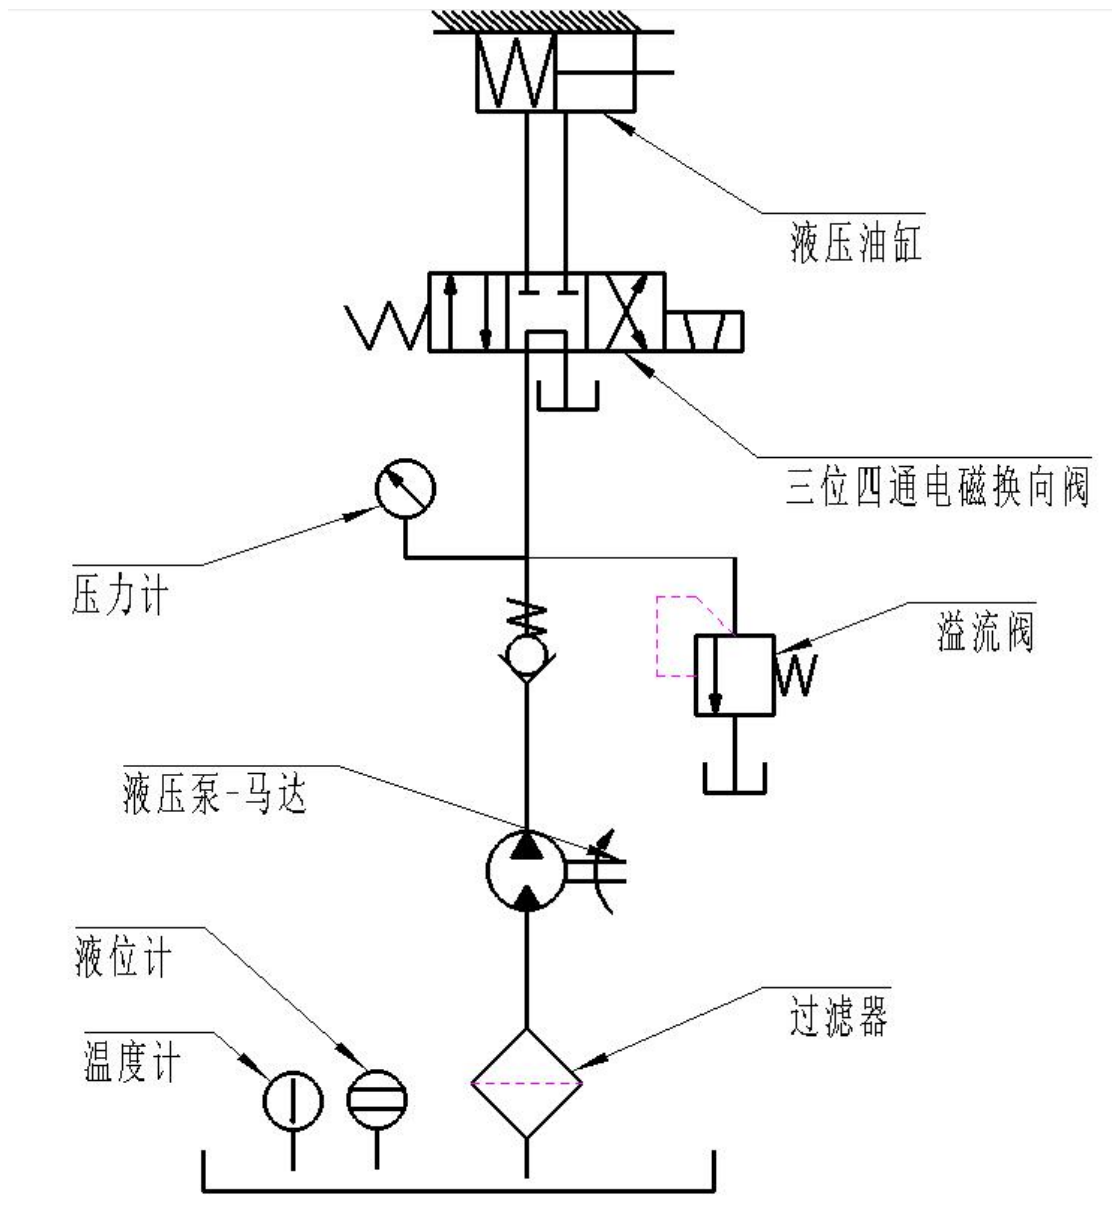 液压油缸
三位四通电磁换向阀
压力计
溢流阀
液压泵-马达
液位计
过滤器
温度计